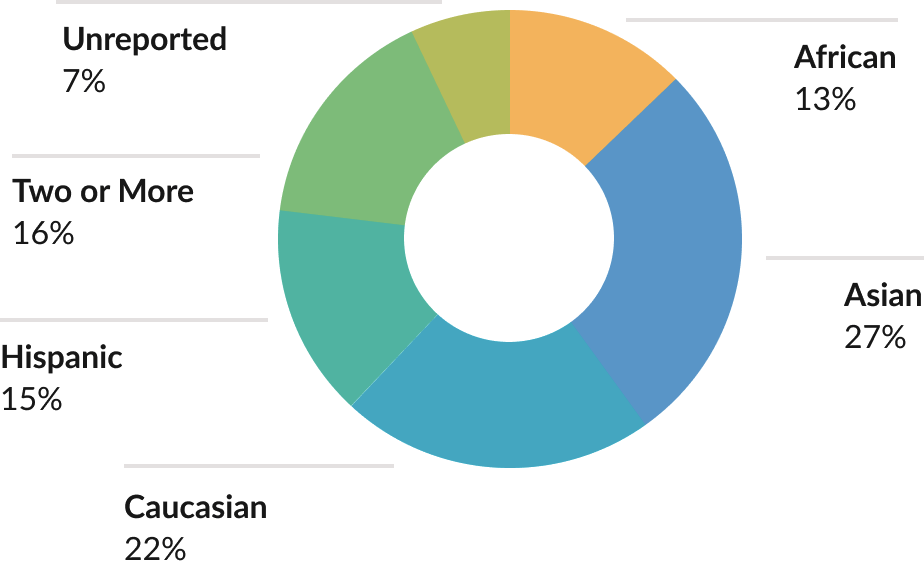 Unreported
7%
African
13%
Two or More
16%
Asian
27%
Hispanic
15%
Caucasian
22%